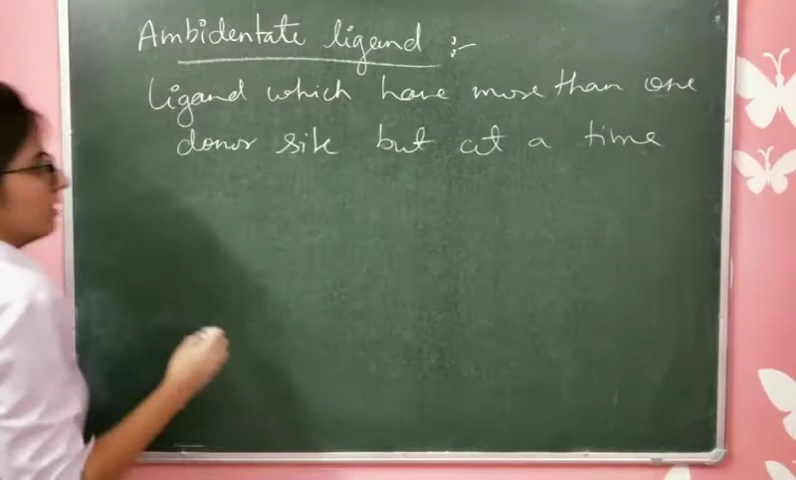 Ambidentate ligand :-
Ligand which have more than one
donor site but at a time